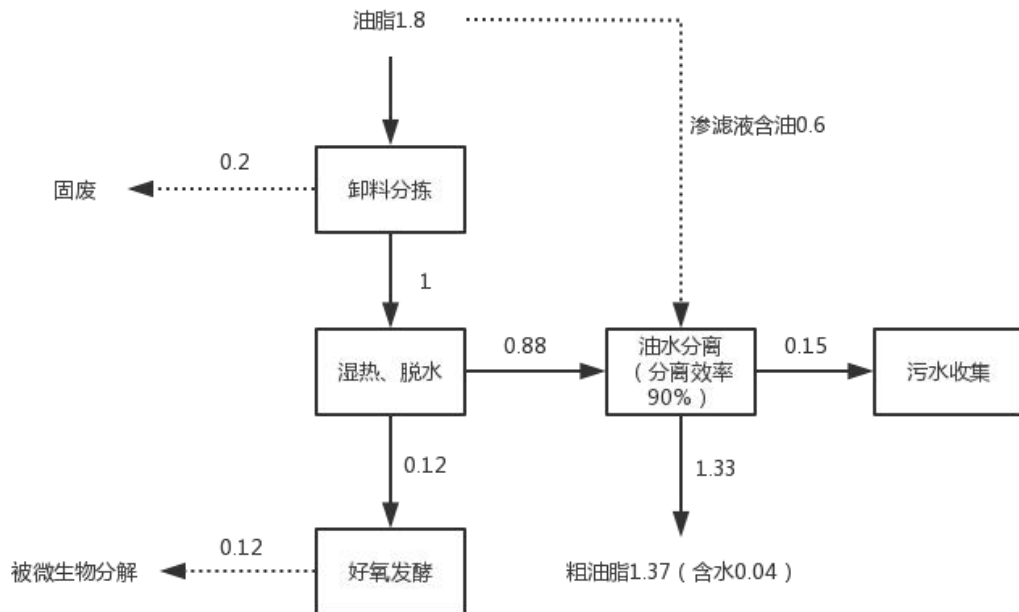 油脂1.8
渗滤液含油0.6
0.2
固废
卸料分拣
1
湿热、脱水
0.88
油水分离
（分离效率
90%）
0.15
污水收集
0.12
1.33
0.12
被微生物分解
好氧发酵
粗油脂1.37（含水0.04）